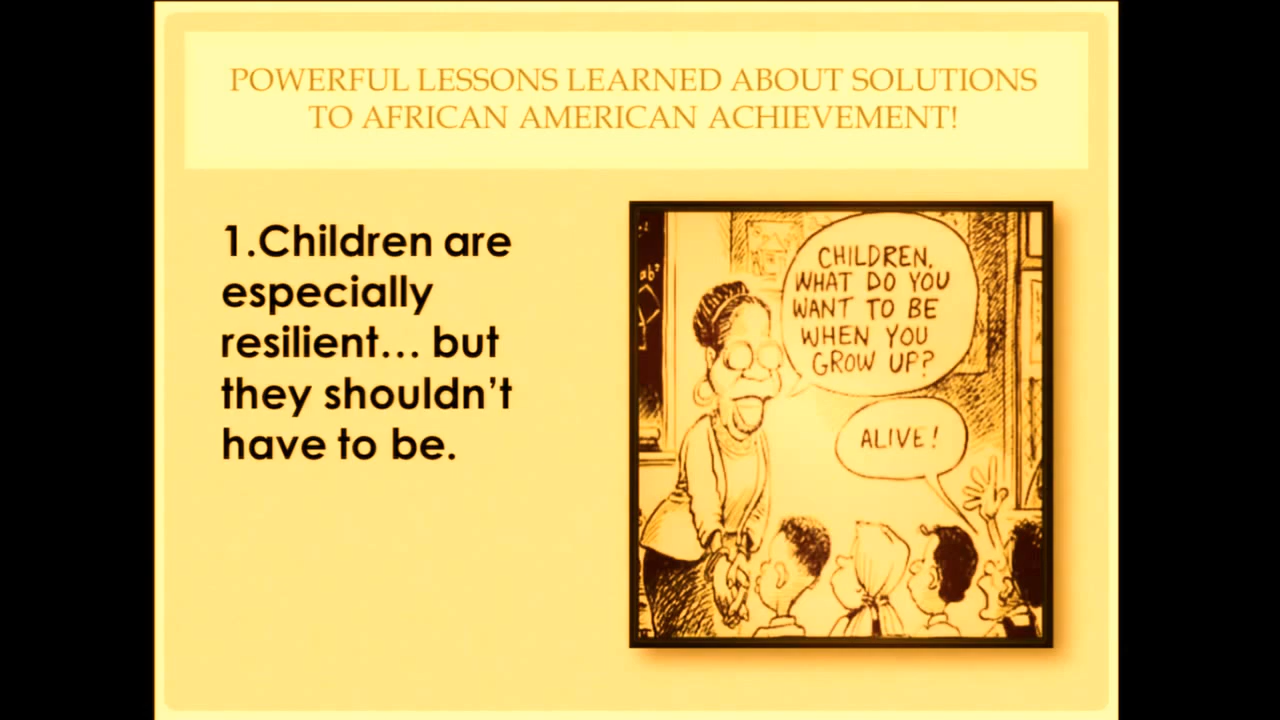 POWERFUL LESSONS LEARNED ABOUT SOLUTIONS
TO AFRICAN AMERICAN ACHIEVEMENT!
1.Children are
especially
resilient… but
they shouldn’t
have to be.
CHILDREN,
WHAT DO YOU
WANT TO BE
WHEN YOU
GROW UP?
ALIVE!
ab²